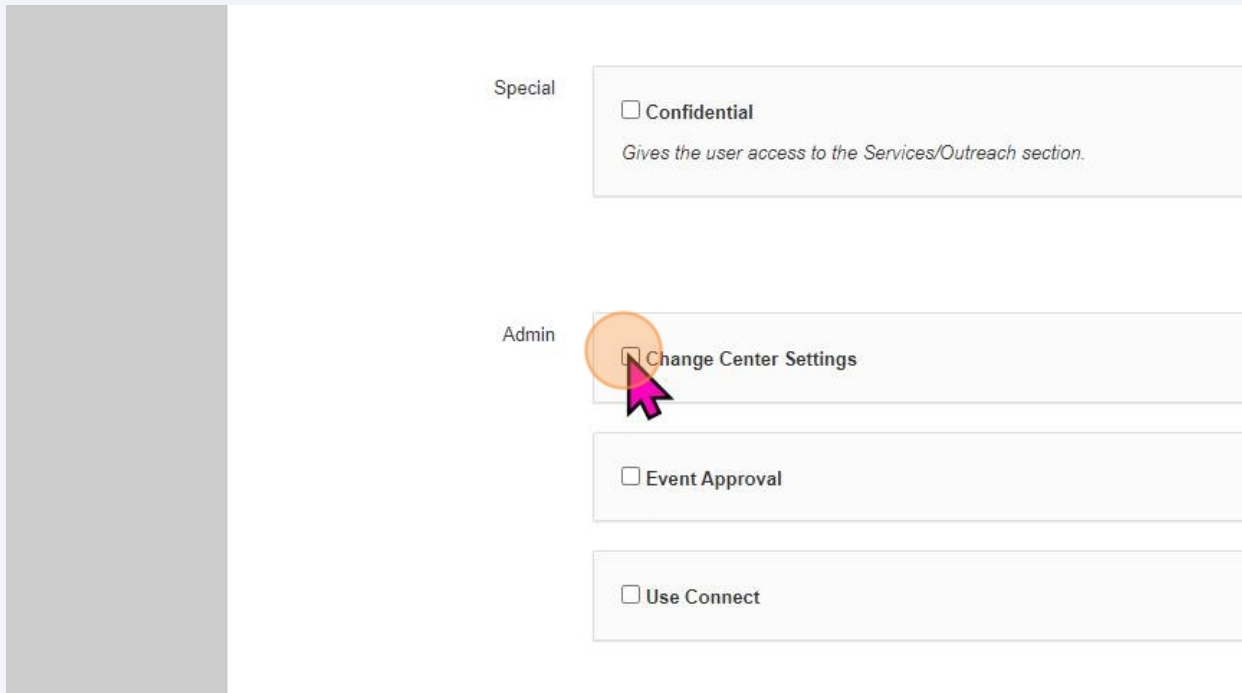 Special
Confidential
Gives the user access to the Services/Outreach section.
Admin
Change Center Settings
Event Approval
Use Connect